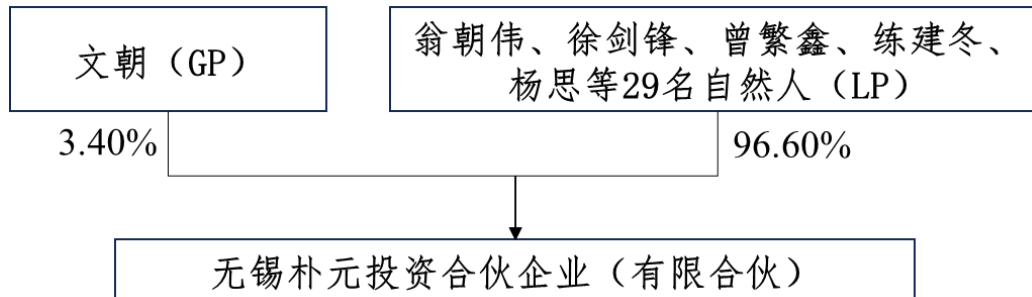 文朝（GP）
翁朝伟、徐剑锋、曾繁鑫、练建冬、
杨思等29名自然人（LP）
3.40%
96.60%
无锡朴元投资合伙企业（有限合伙）